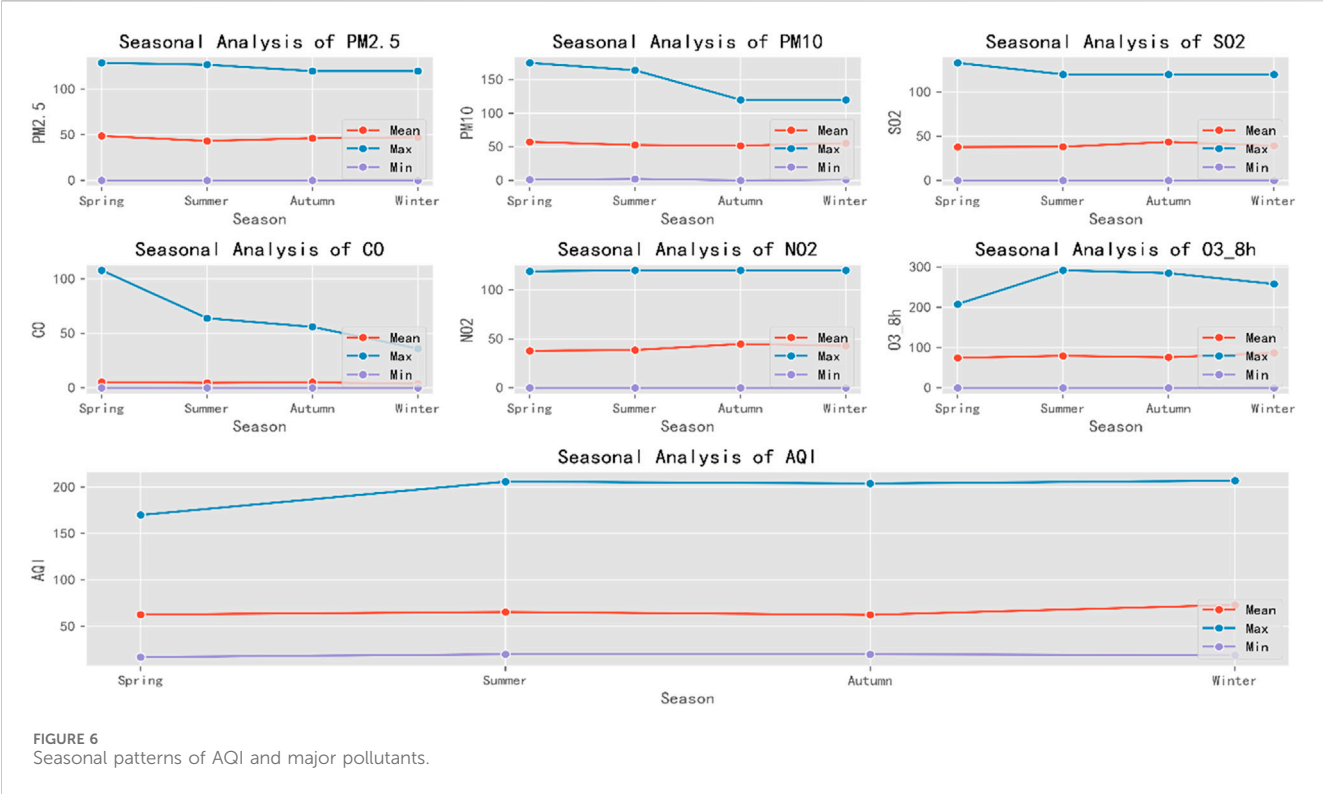 Seasonal Analysis of PM2.5
PM2.5
100
50
0
Mean
Max
Min
Spring Summer Autumn Winter
Season
Seasonal Analysis of PM10
PM10
150
100
50
0
Mean
Max
Min
Spring Summer Autumn Winter
Season
Seasonal Analysis of SO2
SO2
100
50
0
Mean
Max
Min
Spring Summer Autumn Winter
Season
Seasonal Analysis of CO
CO
100
50
0
Mean
Max
Min
Spring Summer Autumn Winter
Season
Seasonal Analysis of NO2
NO2
100
50
0
Mean
Max
Min
Spring Summer Autumn Winter
Season
Seasonal Analysis of O3_8h
O3_8h
300
200
100
0
Mean
Max
Min
Spring Summer Autumn Winter
Season
Seasonal Analysis of AQI
AQI
200
150
100
50
Mean
Max
Min
Spring Summer Autumn Winter
Season
FIGURE 6
Seasonal patterns of AQI and major pollutants.